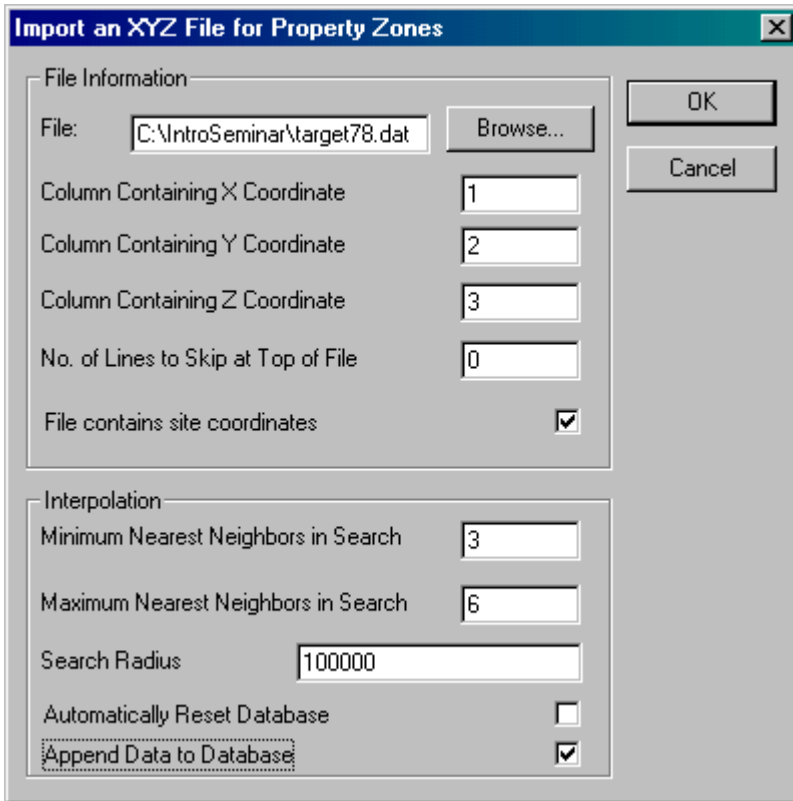 Import an XYZ File for Property Zones
File Information
File: C:\IntroSeminar\target78.dat Browse...
OK
Cancel
Column Containing X Coordinate 1
Column Containing Y Coordinate 2
Column Containing Z Coordinate 3
No. of Lines to Skip at Top of File 0
File contains site coordinates
Interpolation
Minimum Nearest Neighbors in Search 3
Maximum Nearest Neighbors in Search 6
Search Radius 100000
Automatically Reset Database
Append Data to Database